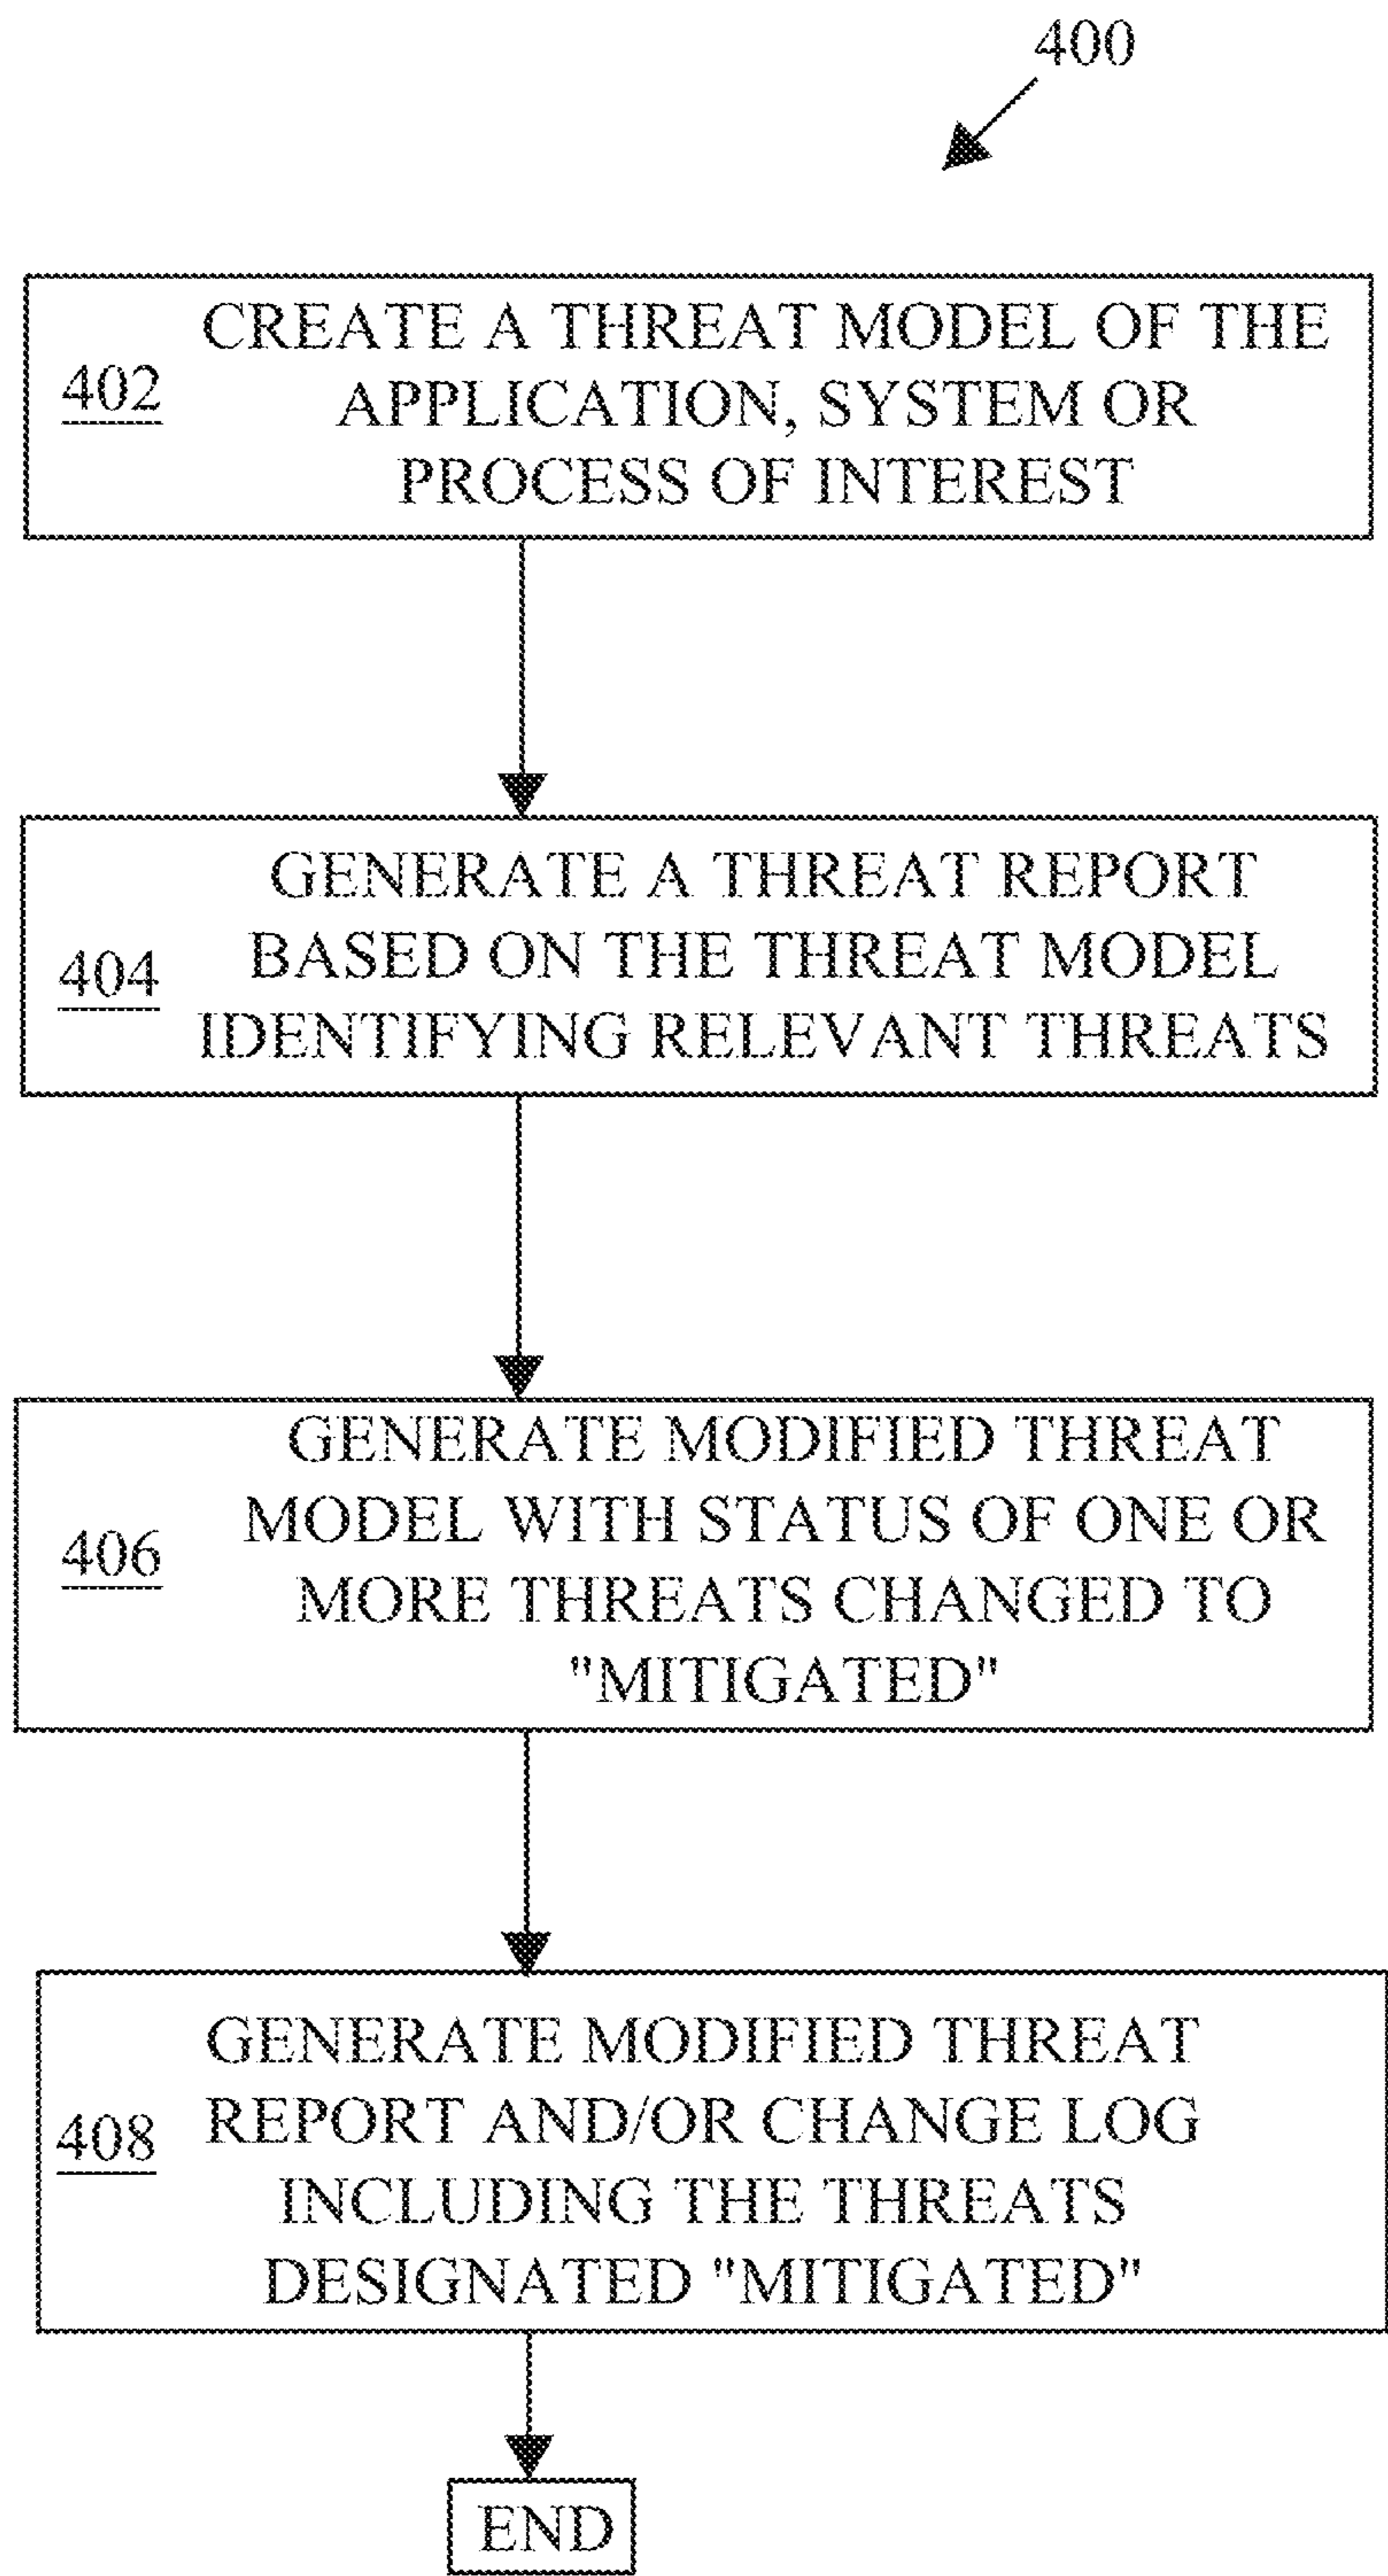 400
402
CREATE A THREAT MODEL OF THE
APPLICATION, SYSTEM OR
PROCESS OF INTEREST
404
GENERATE A THREAT REPORT
BASED ON THE THREAT MODEL
IDENTIFYING RELEVANT THREATS
406
GENERATE MODIFIED THREAT
MODEL WITH STATUS OF ONE OR
MORE THREATS CHANGED TO
"MITIGATED"
408
GENERATE MODIFIED THREAT
REPORT AND/OR CHANGE LOG
INCLUDING THE THREATS
DESIGNATED "MITIGATED"
END